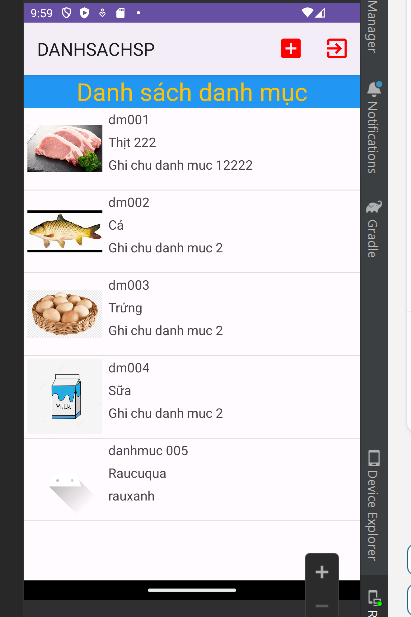 9:59
DANHSACHSP
Danh sách danh mục
dm001
Thịt 222
Ghi chu danh muc 12222
dm002
Cá
Ghi chu danh muc 2
dm003
Trứng
Ghi chu danh muc 2
dm004
Sữa
Ghi chu danh muc 2
MILK
danhmuc 005
Raucuqua
rauxanh
Manager
Notifications
Gradle
Device Explorer